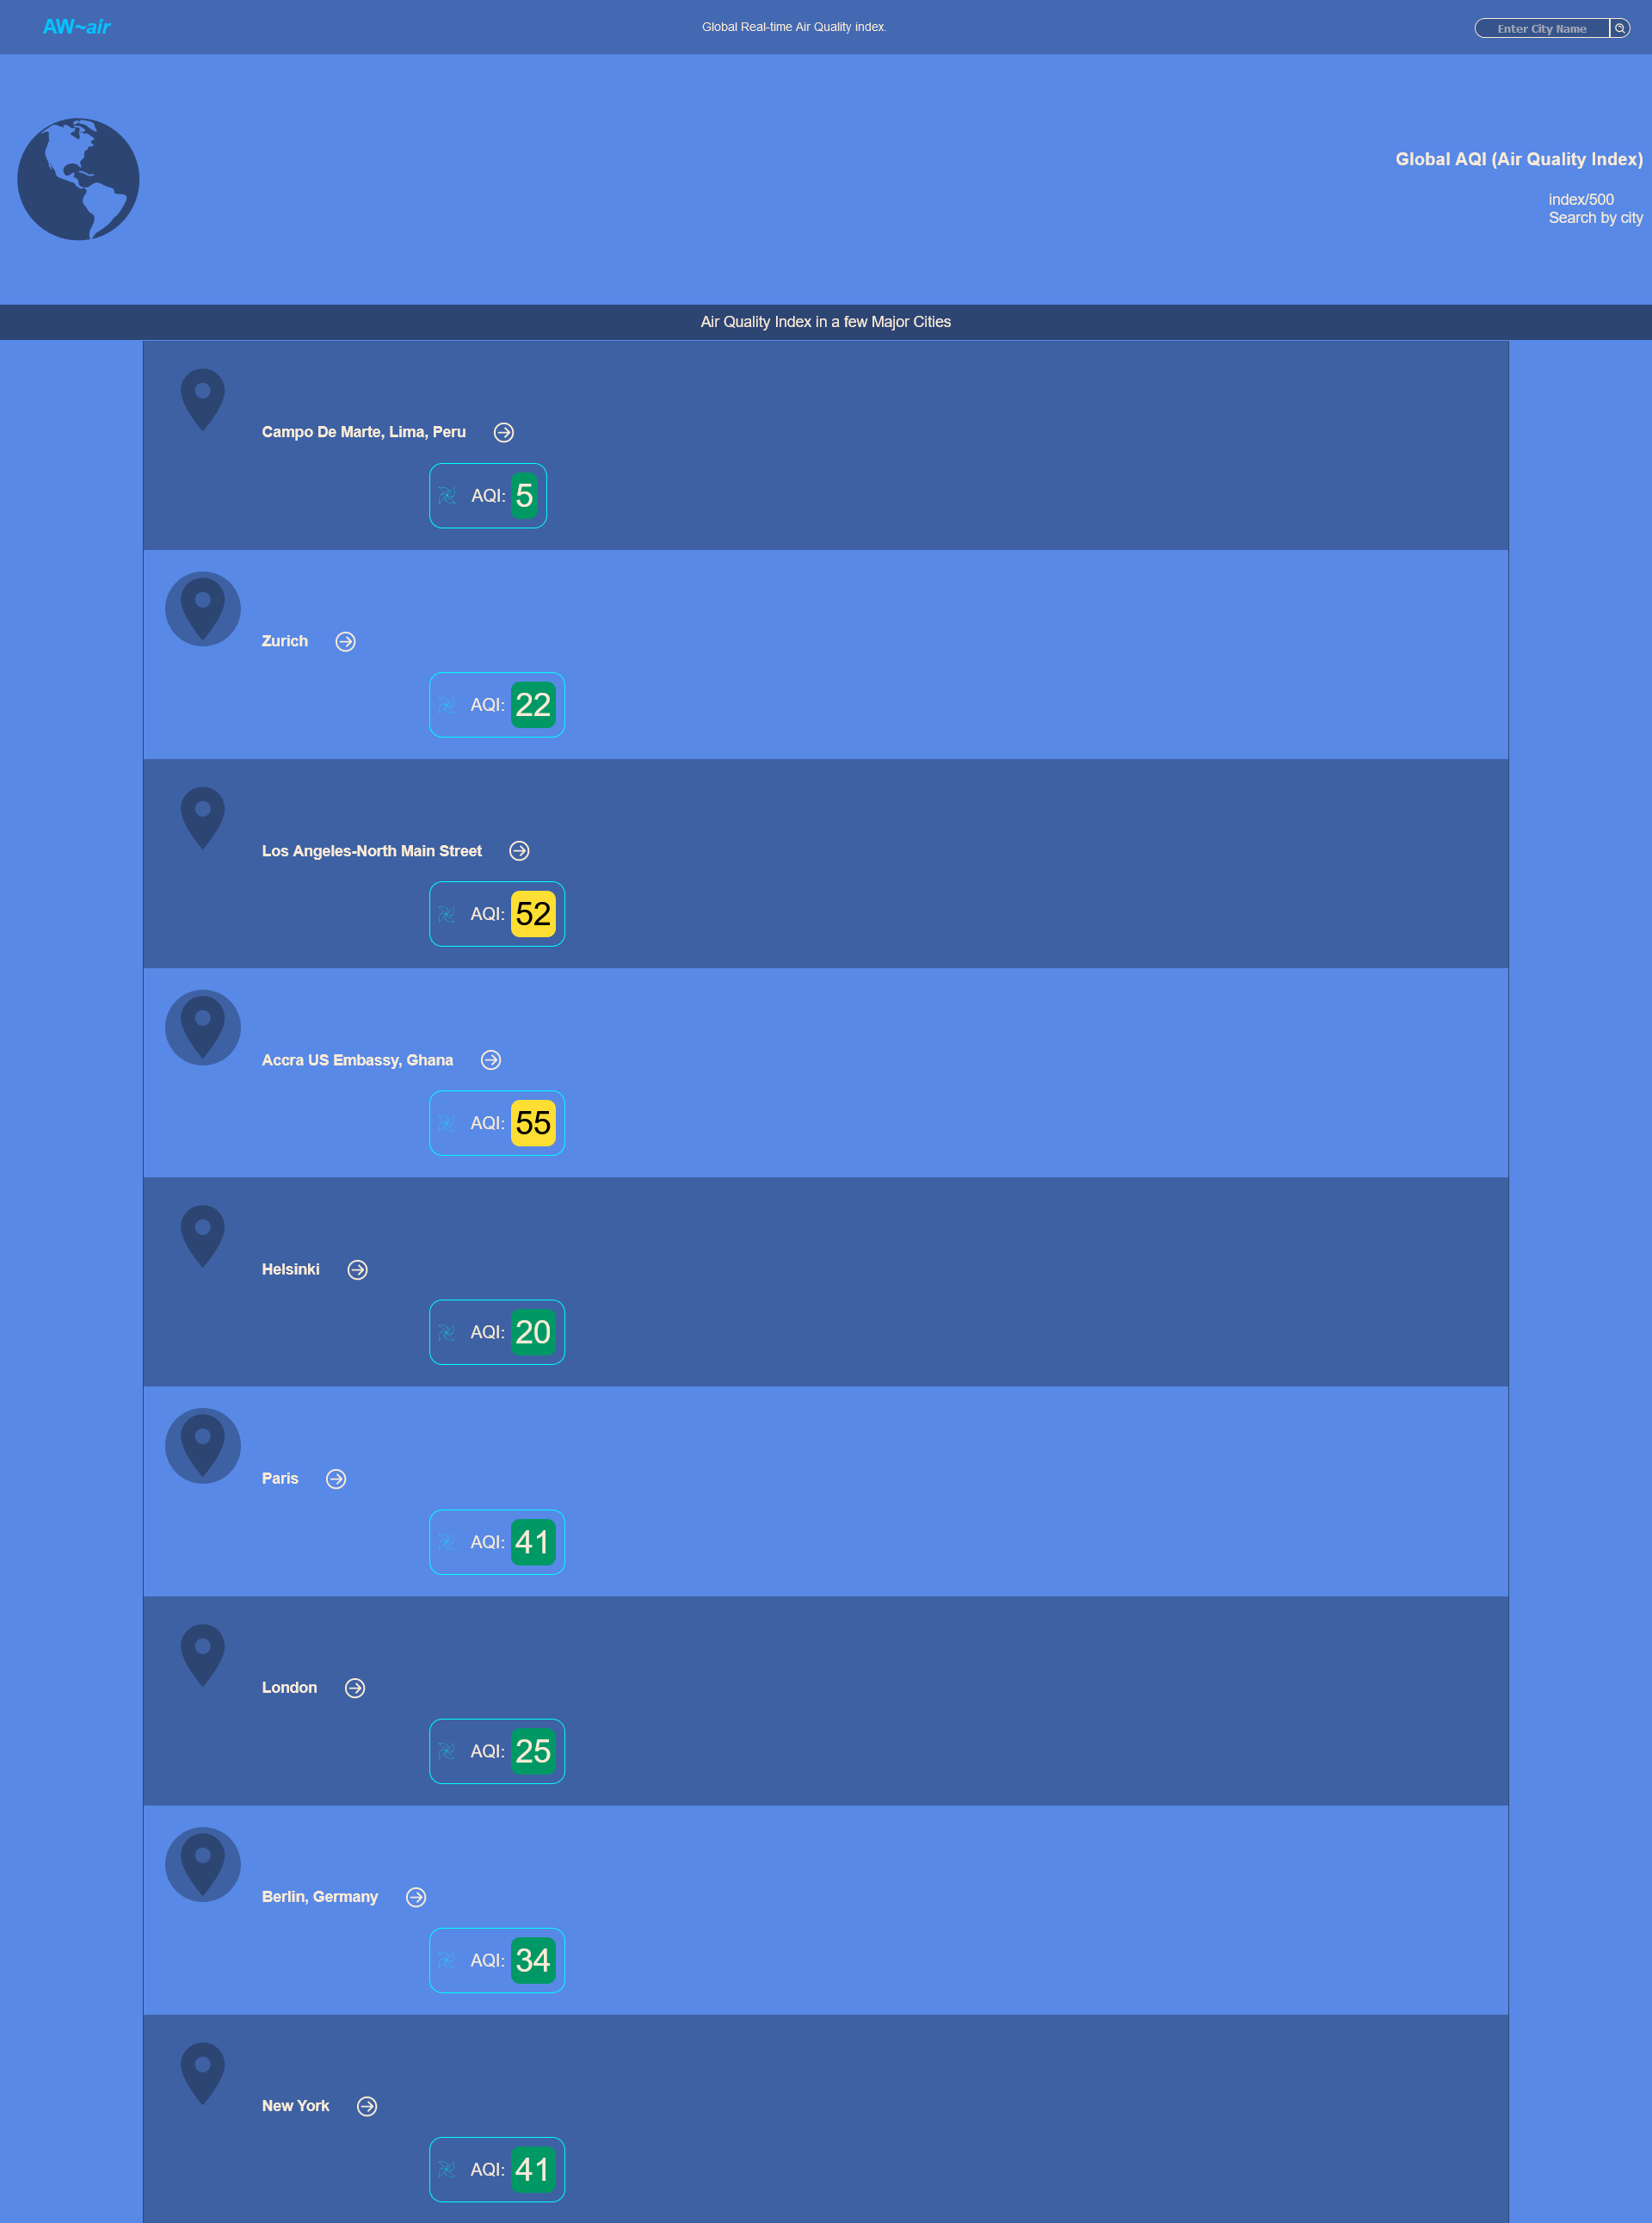 AW~air
Global Real-time Air Quality index.
Enter City Name
Global AQI (Air Quality Index)
index/500
Search by city
Air Quality Index in a few Major Cities
Campo De Marte, Lima, Peru
AQI: 5
Zurich
AQI: 22
Los Angeles-North Main Street
AQI: 52
Accra US Embassy, Ghana
AQI: 55
Helsinki
AQI: 20
Paris
AQI: 41
London
AQI: 25
Berlin, Germany
AQI: 34
New York
AQI: 41